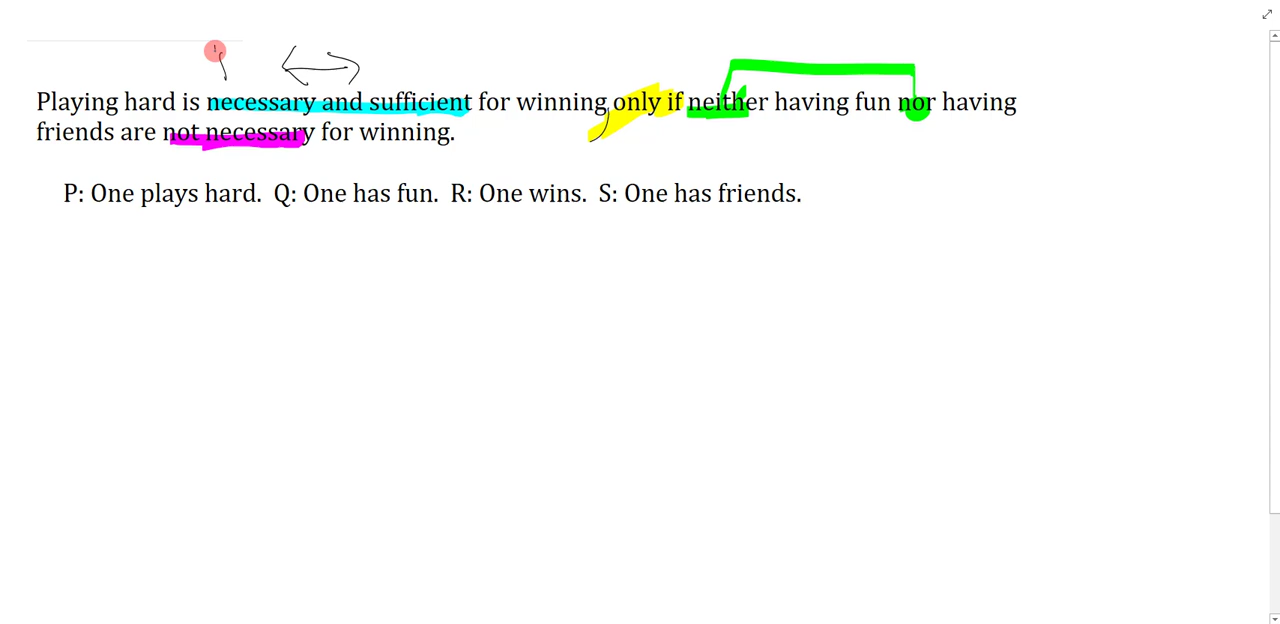 Playing hard is necessary and sufficient for winning, only if neither having fun nor having
friends are not necessary for winning.
P: One plays hard. Q: One has fun. R: One wins. S: One has friends.